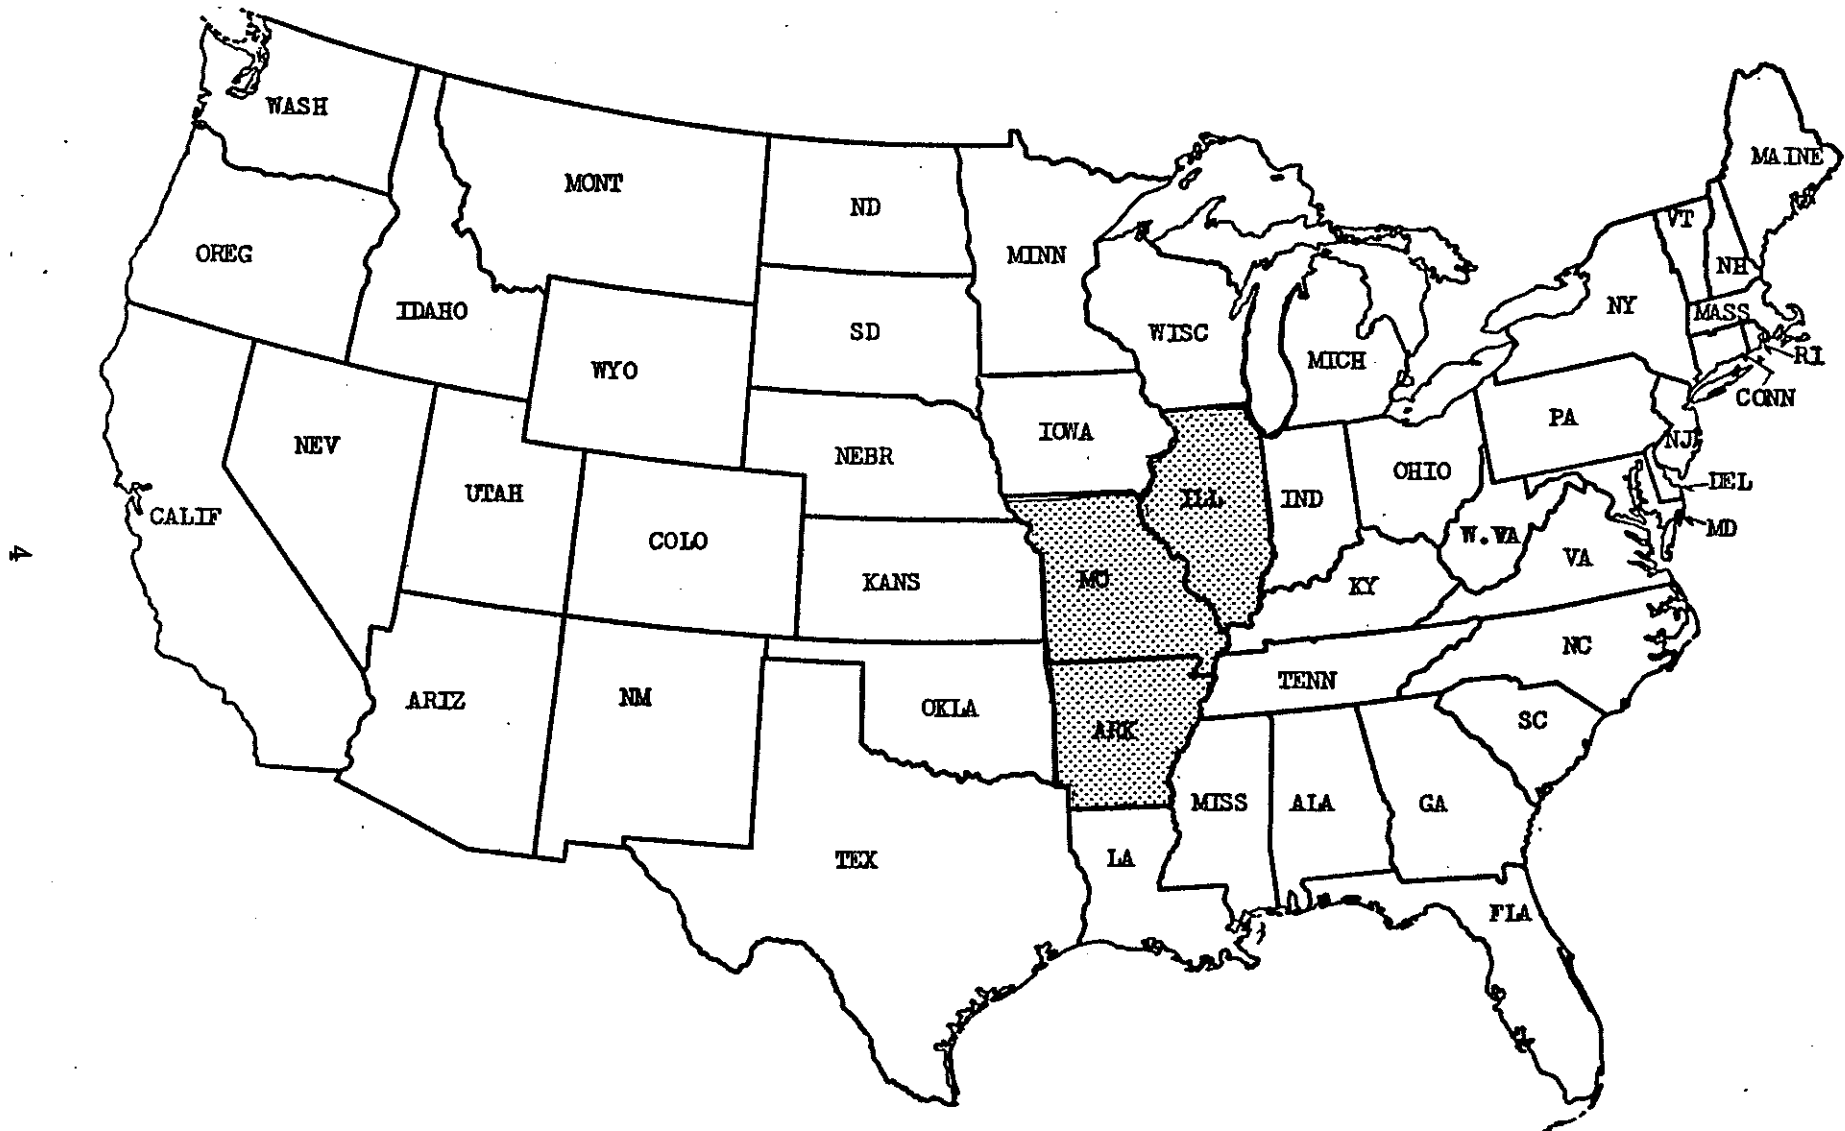 WASH
MONT
ND
MINN
MAINE
VT
NH
OREG
IDAHO
WYO
SD
WISC
MICH
NY
MASS
RI
CONN
NEV
UTAH
NEBR
IOWA
ILL
IND
OHIO
PA
NJ
DEL
MD
CALIF
COLO
KANS
MO
KY
W.VA
VA
4
ARIZ
NM
OKLA
ARK
TENN
NC
SC
TEX
LA
MISS
ALA
GA
FLA